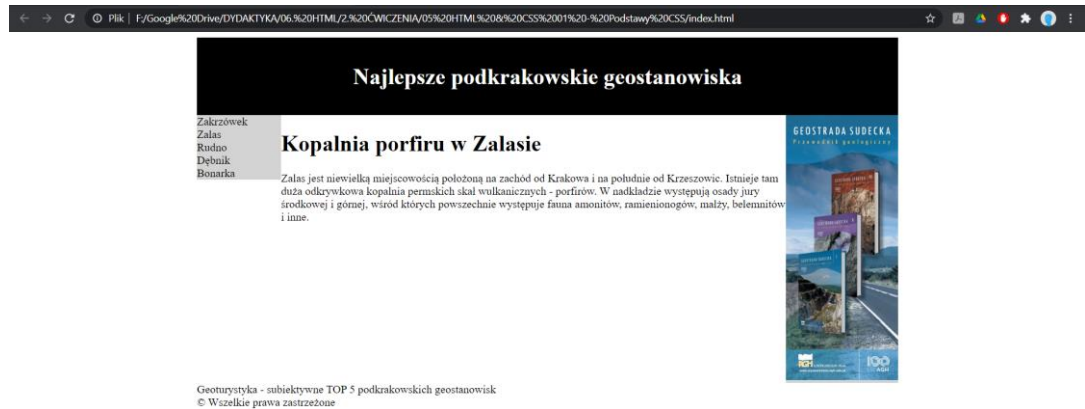 Plik | F:/Google%20Drive/DYDAKTYKA/06.%20HTML/2.%20ĆWICZENIA/05%20HTML%20&%20CSS%2001%20-%20Podstawy%20CSS/index.html
Najlepsze podkrakowskie geostanowiska
Zakrzówek
Zalas
Rudno
Dębnik
Bonarka
Kopalnia porfiru w Zalasie
Zalas jest niewielką miejscowością położoną na zachód od Krakowa i na południe od Krzeszowic. Istnieje tam
duża odkrywkowa kopalnia permskich skał wulkanicznych - porfirów. W nadkładzie występują osady jury
środkowej i górnej, wśród których powszechnie występuje fauna amonitów, ramienionogów, małży, belemnitów
i inne.
GEOSTRADA SUDECKA
Przewodnik geologiczny
AGH
100
AGH
Geoturystyka - subiektywne TOP 5 podkrakowskich geostanowisk
© Wszelkie prawa zastrzeżone